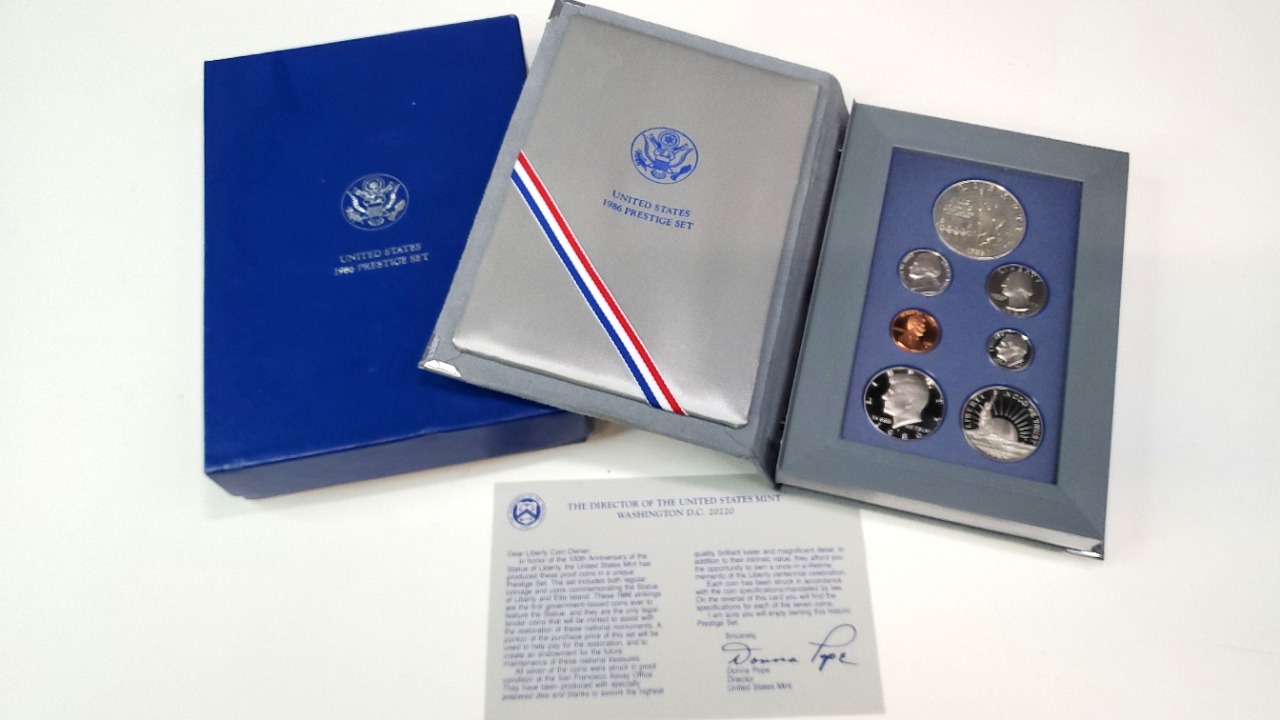 UNITED STATES
1986 PRESTIGE SET
UNITED STATES
1986 PRESTIGE SET
LIBERTY
LIBERTY
LIBERTY
IN GOD WE TRUST
THE DIRECTOR OF THE UNITED STATES MINT
WASHINGTON D.C. 20220
Dear Liberty Coin Owner:
In honor of the 100th Anniversary of the
Statue of Liberty, the United States Mint has
produced these proof coins in a unique
Prestige Set. The set includes both regular
coinage and coins commemorating the Statue
of Liberty and Ellis Island. These 1986 strikings
are the first government-issued coins ever to
feature the Statue, and they are the only legal
tender coins that will be minted to assist with
the restoration of these national monuments. A
portion of the purchase price of this set will be
used to help pay for the restoration, and to
create an endowment for the future
maintenance of these national treasures.
All seven of the coins were struck in proof
condition at the San Francisco Assay Office.
They have been produced with specially
prepared dies and blanks to assure the highest
quality, brilliant luster and magnificent detail. In
addition to their intrinsic value, they afford you
the opportunity to own a once-in-a-lifetime
memento of the Liberty centennial celebration.
Each coin has been struck in accordance
with the coin specifications mandated by law.
On the reverse of this card you will find the
specifications for each of the seven coins.
I am sure you will enjoy owning this historic
Prestige Set.
Sincerely,
Donna Pope
Donna Pope
Director
United States Mint